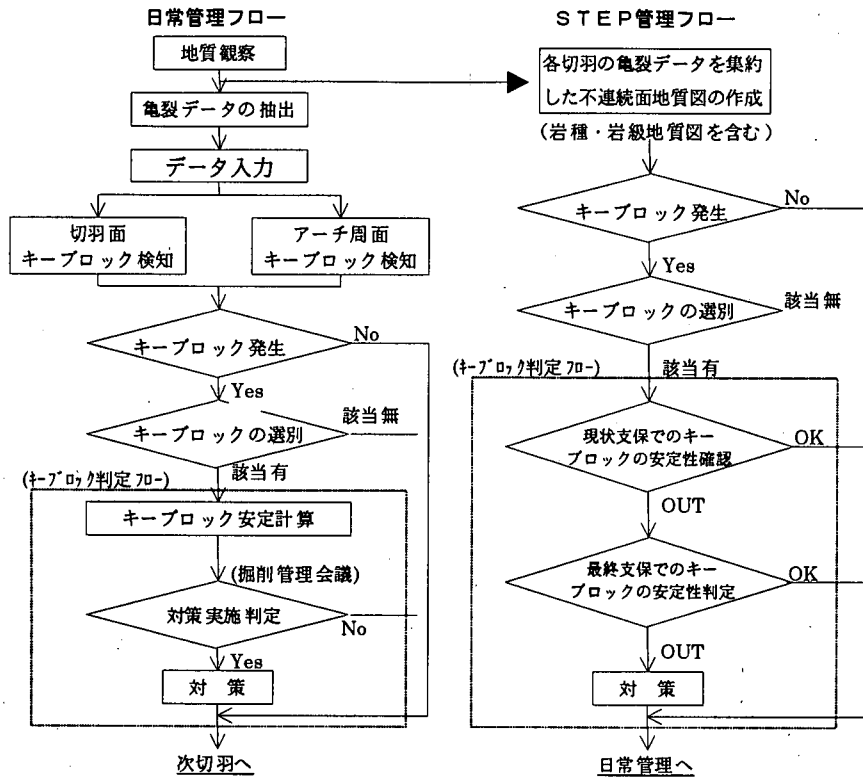 日常管理フロー
地質観察
亀裂データの抽出
データ入力
切羽面
キーブロック検知
アーチ周面
キーブロック検知
キーブロック発生
No
Yes
キーブロックの選別
該当無
該当有
(ｷｰﾌﾞﾛｯｸ判定ﾌﾛｰ)
キーブロック安定計算
(掘削管理会議)
対策実施判定
No
Yes
対　策
次切羽へ
ＳＴＥＰ管理フロー
各切羽の亀裂データを集約
した不連続面地質図の作成
(岩種・岩級地質図を含む)
キーブロック発生
No
Yes
キーブロックの選別
該当無
該当有
(ｷｰﾌﾞﾛｯｸ判定ﾌﾛｰ)
現状支保でのキー
ブロックの安定性確認
OK
OUT
最終支保でのキー
ブロックの安定性判定
OK
OUT
対　策
日常管理へ